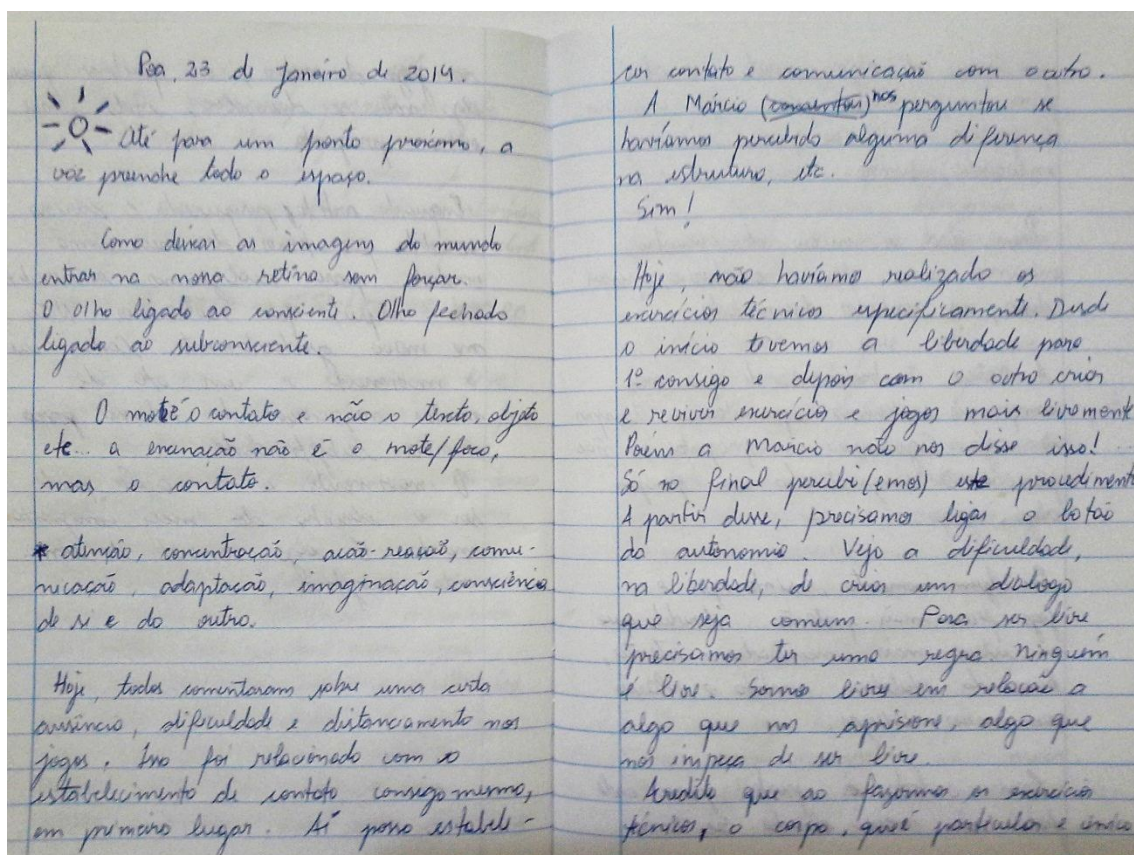 Poa, 23 de Janeiro de 2014.
Até para um ponto próximo, a
voz preenche todo o espaço.
Como deixar as imagens do mundo
entrar na nossa retina sem forçar.
O olho ligado ao consciente. Olho fechado
ligado ao subconsciente.
O mote é o contato e não o texto, objeto
etc... a encenação não é o mote/foco,
mas o contato.
* atenção, concentração, ação-reação, comu-
nicação, adaptação, imaginação, consciência
de si e do outro.
Hoje, todos comentaram sobre uma certa
ausência, dificuldade e distanciamento nos
jogos. Isso foi relacionado com o
estabelecimento de contato consigo mesmo,
em primeiro lugar. Aí posso estabele-
cer contato e comunicação com o outro.
A Márcia (comentou) nos perguntou se
havíamos percebido alguma diferença
na estrutura, etc.
Sim!
Hoje, não havíamos realizado os
exercícios técnicos especificamente. Desde
o início tivemos a liberdade para
1º consigo e depois com o outro criar
e reviver exercícios e jogos mais livremente
Porém a Marcia não nos disse isso!
Só no final percebi (emos) este procedimento
A partir desse, precisamos ligar o botão
da autonomia. Vejo a dificuldade,
na liberdade, de criar um dialogo
que seja comum. Para ser livre
precisamos ter uma regra Ninguém
é livre. Somos livres em relação a
algo que nos aprisione, algo que
nos impeça de ser livre.
Acredito que ao fazermos os exercícios
técnicos, o corpo, que é particular e único